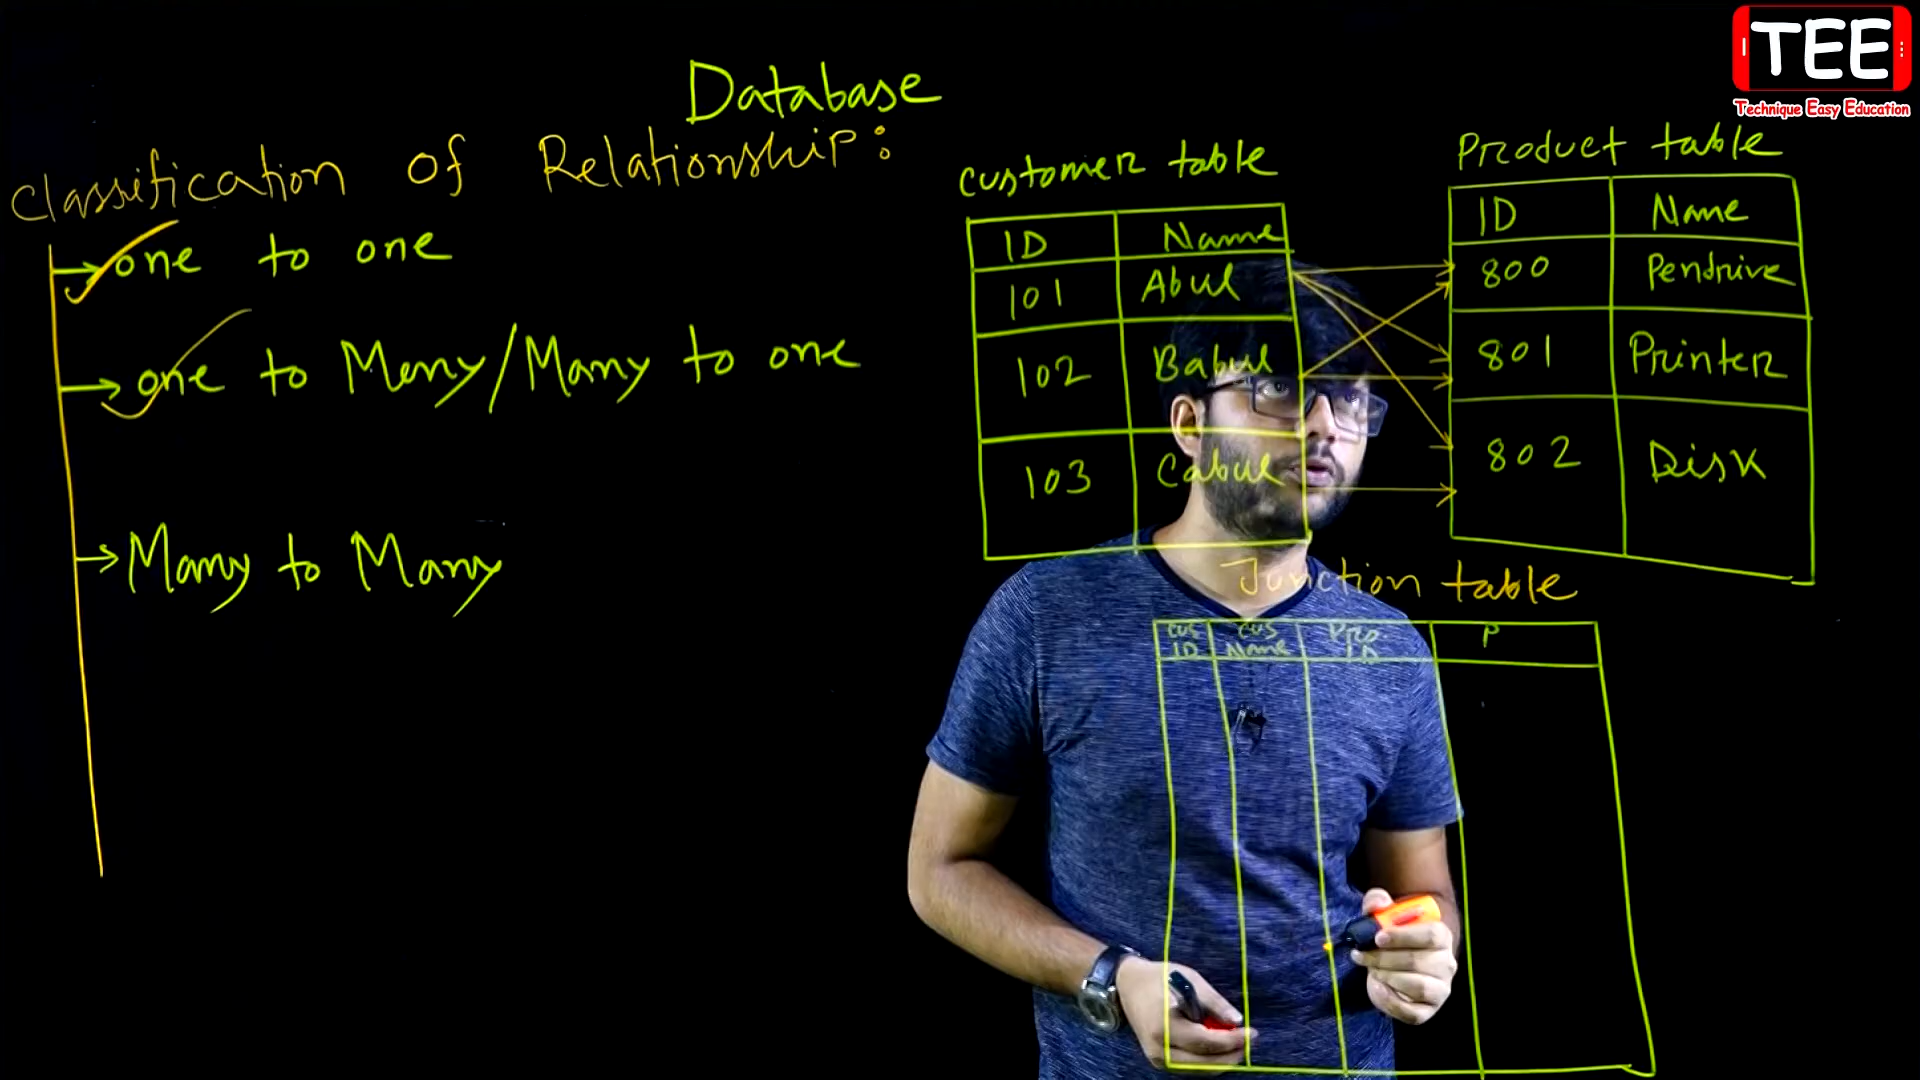 TEE
Technique Easy Education
Database
Classification of Relationship:
one to one
one to Many/Many to one
Many to Many
customer table
ID Name
101 Abul
102 Babul
103 Cabul
Product table
ID Name
800 Pendrive
801 Printer
802 Disk
Junction table
cus ID cus Name Pro ID P